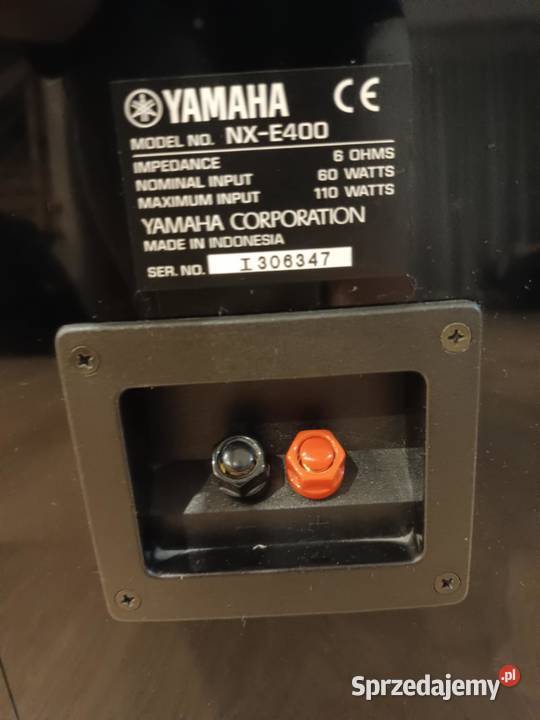 YAMAHA CE
MODEL NO. NX-E400
IMPEDANCE 6 OHMS
NOMINAL INPUT 60 WATTS
MAXIMUM INPUT 110 WATTS
YAMAHA CORPORATION
MADE IN INDONESIA
SER. NO. I306347
- +
Sprzedajemy.pl